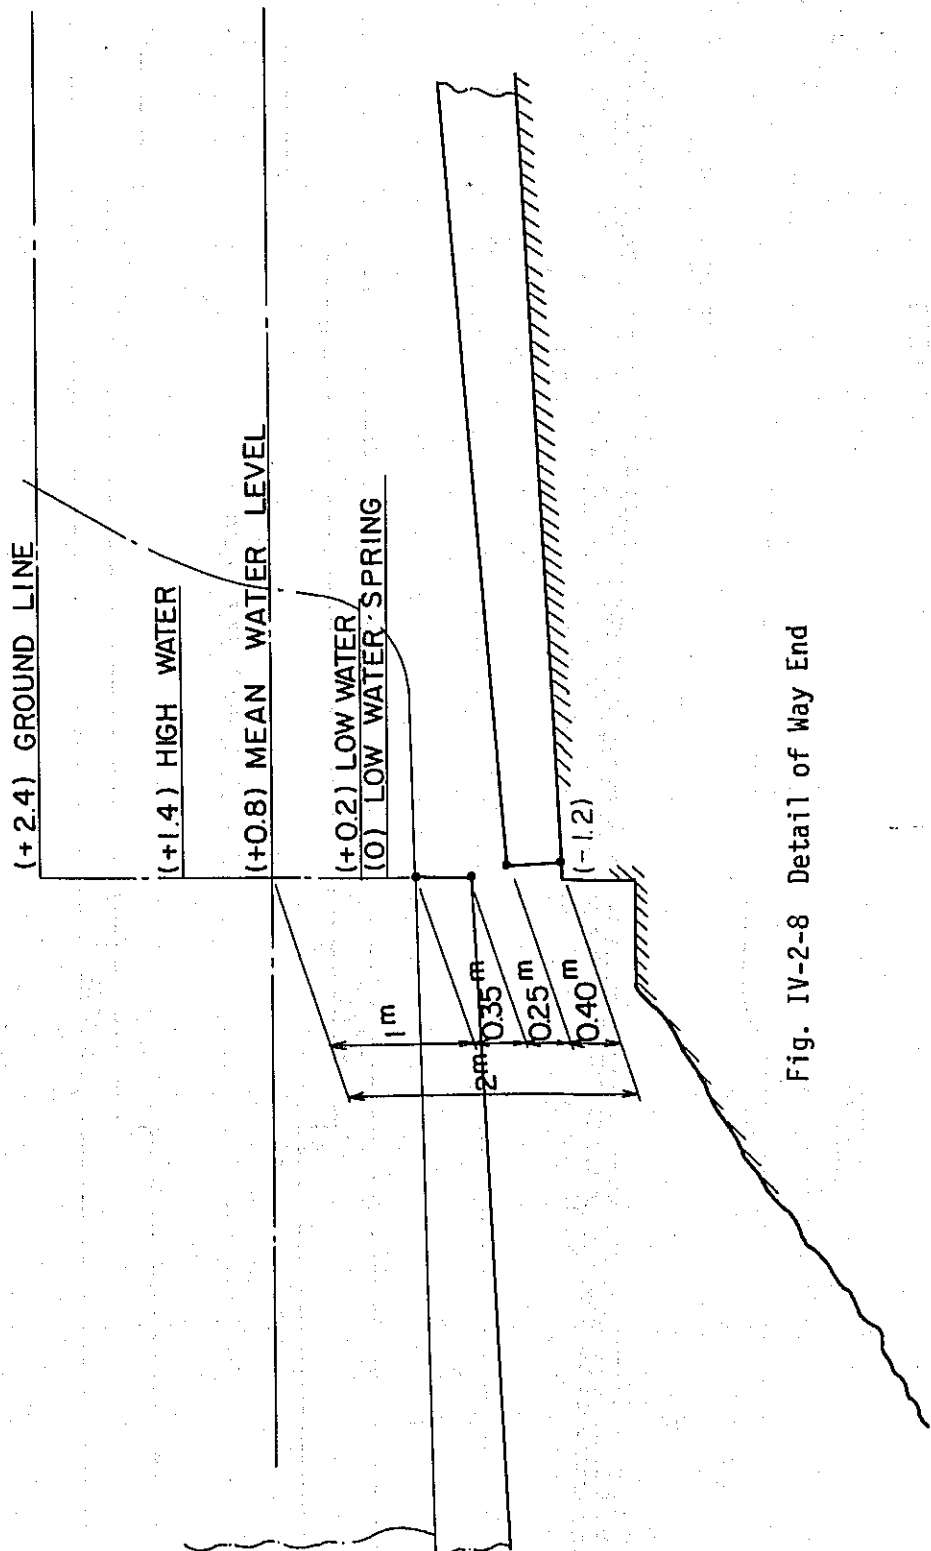 (+2.4) GROUND LINE
(+1.4) HIGH WATER
(+0.8) MEAN WATER LEVEL
(+0.2) LOW WATER
(0) LOW WATER SPRING
1m
0.35m
0.25m
0.40m
2m
(-1.2)
Fig. IV-2-8 Detail of Way End